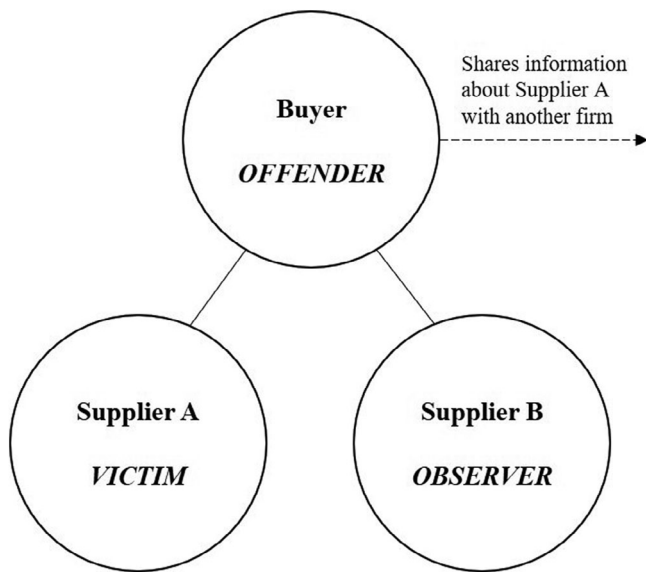 Shares information
about Supplier A
with another firm
Buyer
OFFENDER
Supplier A
VICTIM
Supplier B
OBSERVER